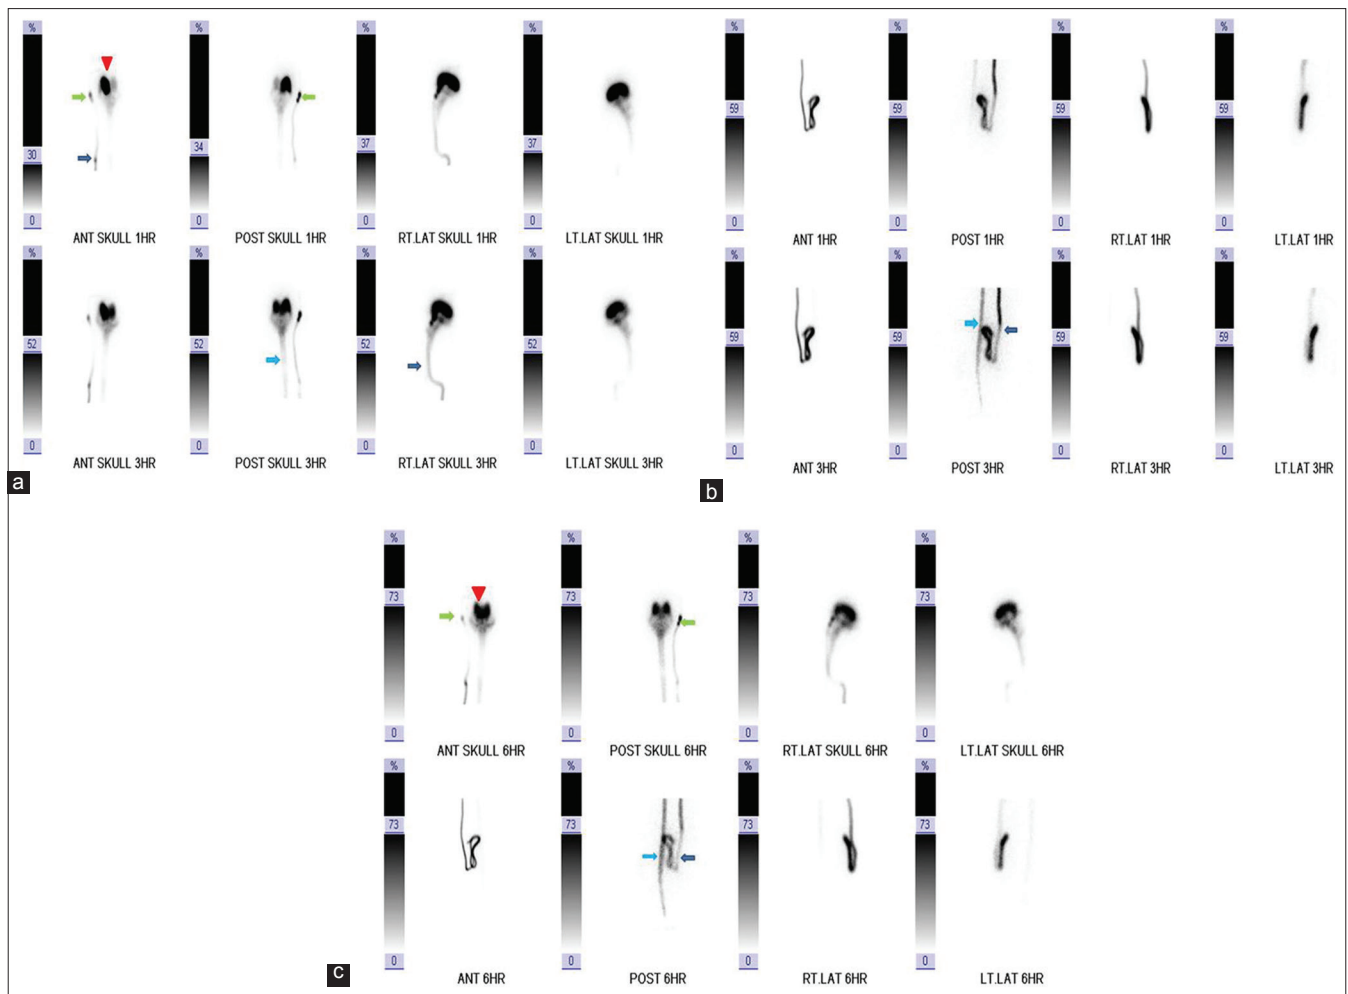 % % % % % % % %
30 34 37 37 59 59 59 59
0 0 0 0 0 0 0 0
ANT SKULL 1HR POST SKULL 1HR RT.LAT SKULL 1HR LT.LAT SKULL 1HR ANT 1HR POST 1HR RT.LAT 1HR LT.LAT 1HR
% % % % % % % %
52 52 52 52 59 59 59 59
0 0 0 0 0 0 0 0
ANT SKULL 3HR POST SKULL 3HR RT.LAT SKULL 3HR LT.LAT SKULL 3HR ANT 3HR POST 3HR RT.LAT 3HR LT.LAT 3HR
a b
% % % %
73 73 73 73
0 0 0 0
ANT SKULL 6HR POST SKULL 6HR RT.LAT SKULL 6HR LT.LAT SKULL 6HR
% % % %
73 73 73 73
0 0 0 0
c ANT 6HR POST 6HR RT.LAT 6HR LT.LAT 6HR